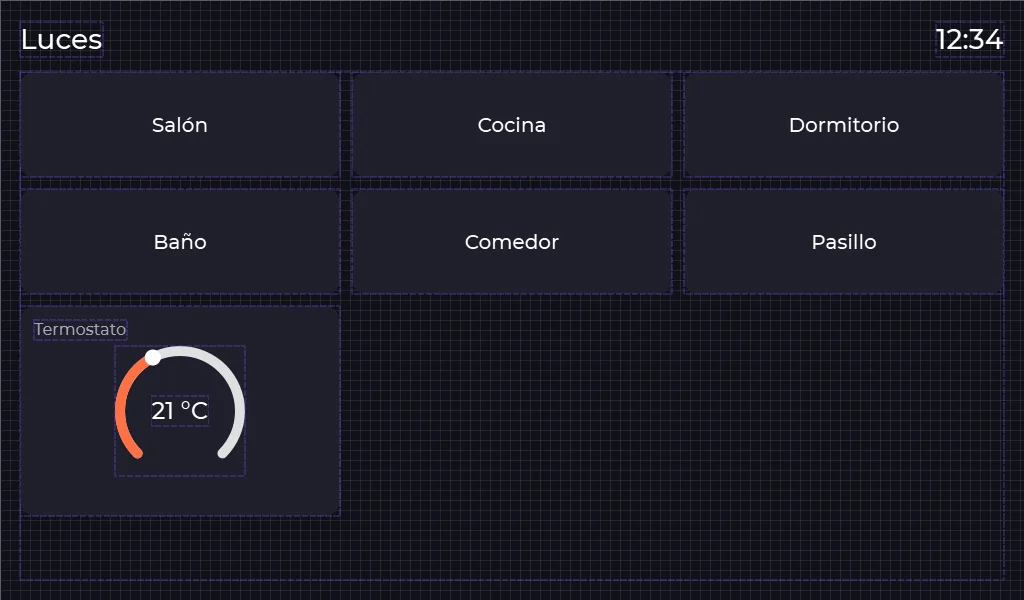 Luces
12:34
Salón
Cocina
Dormitorio
Baño
Comedor
Pasillo
Termostato
21 °C